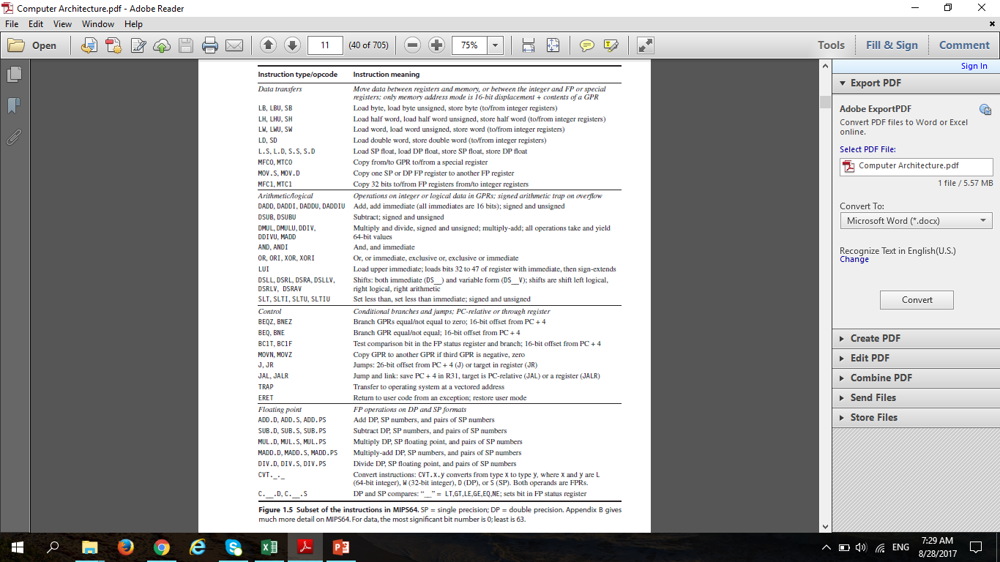 Computer Architecture.pdf - Adobe Reader
File Edit View Window Help
Open 11 (40 of 705) 75% Tools Fill & Sign Comment
Sign In
Export PDF
Adobe ExportPDF
Convert PDF files to Word or Excel
online.
Select PDF File:
Computer Architecture.pdf
1 file / 5.57 MB
Convert To:
Microsoft Word (*.docx)
Recognize Text in English(U.S.)
Change
Convert
Create PDF
Edit PDF
Combine PDF
Send Files
Store Files
Instruction type/opcode Instruction meaning
Data transfers Move data between registers and memory, or between the integer and FP or special
registers; only memory address mode is 16-bit displacement + contents of a GPR
LB, LBU, SB Load byte, load byte unsigned, store byte (to/from integer registers)
LH, LHU, SH Load half word, load half word unsigned, store half word (to/from integer registers)
LW, LWU, SW Load word, load word unsigned, store word (to/from integer registers)
LD, SD Load double word, store double word (to/from integer registers)
L.S, L.D, S.S, S.D Load SP float, load DP float, store SP float, store DP float
MFC0, MTC0 Copy from/to GPR to/from a special register
MOV.S, MOV.D Copy one SP or DP FP register to another FP register
MFC1, MTC1 Copy 32 bits to/from FP registers from/to integer registers
Arithmetic/logical Operations on integer or logical data in GPRs; signed arithmetic trap on overflow
DADD, DADDI, DADDU, DADDIU Add, add immediate (all immediates are 16 bits); signed and unsigned
DSUB, DSUBU Subtract; signed and unsigned
DMUL, DMULU, DDIV, Multiply and divide, signed and unsigned; multiply-add; all operations take and yield
DDIVU, MADD 64-bit values
AND, ANDI And, and immediate
OR, ORI, XOR, XORI Or, or immediate, exclusive or, exclusive or immediate
LUI Load upper immediate; loads bits 32 to 47 of register with immediate, then sign-extends
DSLL, DSRL, DSRA, DSLLV, Shifts: both immediate (DS__) and variable form (DS__V); shifts are shift left logical,
DSRLV, DSRAV right logical, right arithmetic
SLT, SLTI, SLTU, SLTIU Set less than, set less than immediate; signed and unsigned
Control Conditional branches and jumps; PC-relative or through register
BEQZ, BNEZ Branch GPRs equal/not equal to zero; 16-bit offset from PC + 4
BEQ, BNE Branch GPR equal/not equal; 16-bit offset from PC + 4
BC1T, BC1F Test comparison bit in the FP status register and branch; 16-bit offset from PC + 4
MOVN, MOVZ Copy GPR to another GPR if third GPR is negative, zero
J, JR Jumps: 26-bit offset from PC + 4 (J) or target in register (JR)
JAL, JALR Jump and link: save PC + 4 in R31, target is PC-relative (JAL) or a register (JALR)
TRAP Transfer to operating system at a vectored address
ERET Return to user code from an exception; restore user mode
Floating point FP operations on DP and SP formats
ADD.D, ADD.S, ADD.PS Add DP, SP numbers, and pairs of SP numbers
SUB.D, SUB.S, SUB.PS Subtract DP, SP numbers, and pairs of SP numbers
MUL.D, MUL.S, MUL.PS Multiply DP, SP floating point, and pairs of SP numbers
MADD.D, MADD.S, MADD.PS Multiply-add DP, SP numbers, and pairs of SP numbers
DIV.D, DIV.S, DIV.PS Divide DP, SP floating point, and pairs of SP numbers
CVT._._ Convert instructions: CVT.x.y converts from type x to type y, where x and y are L
(64-bit integer), W (32-bit integer), D (DP), or S (SP). Both operands are FPRs.
C.__.D, C.__.S DP and SP compares: “__” = LT,GT,LE,GE,EQ,NE; sets bit in FP status register
Figure 1.5 Subset of the instructions in MIPS64. SP = single precision; DP = double precision. Appendix B gives
much more detail on MIPS64. For data, the most significant bit number is 0; least is 63.
ENG
7:29 AM
8/28/2017